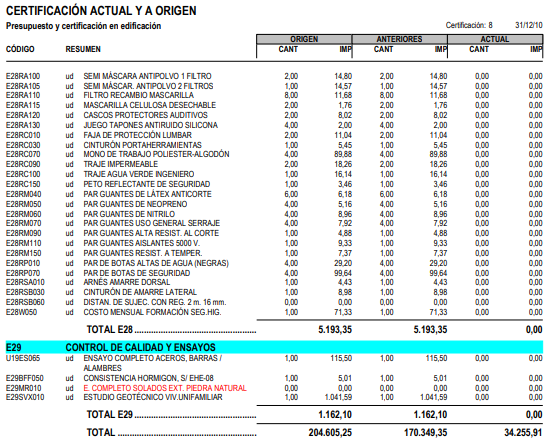 CERTIFICACIÓN ACTUAL Y A ORIGEN
Presupuesto y certificación en edificación Certificación: 8 31/12/10
ORIGEN ANTERIORES ACTUAL
CÓDIGO RESUMEN CANT IMP CANT IMP CANT IMP
E28RA100 ud SEMI MÁSCARA ANTIPOLVO 1 FILTRO 2,00 14,80 2,00 14,80 0,00 0,00
E28RA105 ud SEMI MÁSCAR. ANTIPOLVO 2 FILTROS 1,00 14,57 1,00 14,57 0,00 0,00
E28RA110 ud FILTRO RECAMBIO MASCARILLA 8,00 11,68 8,00 11,68 0,00 0,00
E28RA115 ud MASCARILLA CELULOSA DESECHABLE 2,00 1,76 2,00 1,76 0,00 0,00
E28RA120 ud CASCOS PROTECTORES AUDITIVOS 2,00 8,02 2,00 8,02 0,00 0,00
E28RA130 ud JUEGO TAPONES ANTIRUIDO SILICONA 4,00 2,00 4,00 2,00 0,00 0,00
E28RC010 ud FAJA DE PROTECCIÓN LUMBAR 2,00 11,04 2,00 11,04 0,00 0,00
E28RC030 ud CINTURÓN PORTAHERRAMIENTAS 1,00 5,45 1,00 5,45 0,00 0,00
E28RC070 ud MONO DE TRABAJO POLIESTER-ALGODÓN 4,00 89,88 4,00 89,88 0,00 0,00
E28RC090 ud TRAJE IMPERMEABLE 2,00 18,26 2,00 18,26 0,00 0,00
E28RC100 ud TRAJE AGUA VERDE INGENIERO 1,00 16,14 1,00 16,14 0,00 0,00
E28RC150 ud PETO REFLECTANTE DE SEGURIDAD 1,00 3,46 1,00 3,46 0,00 0,00
E28RM040 ud PAR GUANTES DE LÁTEX ANTICORTE 6,00 6,18 6,00 6,18 0,00 0,00
E28RM050 ud PAR GUANTES DE NEOPRENO 4,00 5,16 4,00 5,16 0,00 0,00
E28RM060 ud PAR GUANTES DE NITRILO 4,00 8,96 4,00 8,96 0,00 0,00
E28RM070 ud PAR GUANTES USO GENERAL SERRAJE 4,00 7,92 4,00 7,92 0,00 0,00
E28RM090 ud PAR GUANTES ALTA RESIST. AL CORTE 1,00 4,88 1,00 4,88 0,00 0,00
E28RM110 ud PAR GUANTES AISLANTES 5000 V. 1,00 9,33 1,00 9,33 0,00 0,00
E28RM150 ud PAR GUANTES RESIST. A TEMPER. 1,00 7,37 1,00 7,37 0,00 0,00
E28RP010 ud PAR DE BOTAS ALTAS DE AGUA (NEGRAS) 4,00 29,20 4,00 29,20 0,00 0,00
E28RP070 ud PAR DE BOTAS DE SEGURIDAD 4,00 99,64 4,00 99,64 0,00 0,00
E28RSA010 ud ARNÉS AMARRE DORSAL 1,00 4,43 1,00 4,43 0,00 0,00
E28RSB030 ud CINTURÓN DE AMARRE LATERAL 1,00 8,98 1,00 8,98 0,00 0,00
E28RSB060 ud DISTAN. DE SUJEC. CON REG. 2 m. 16 mm. 0,00 0,00 0,00 0,00 0,00 0,00
E28W050 ud COSTO MENSUAL FORMACIÓN SEG.HIG. 1,00 71,33 1,00 71,33 0,00 0,00
TOTAL E28 5.193,35 5.193,35 0,00
E29 CONTROL DE CALIDAD Y ENSAYOS
U19ES065 ud ENSAYO COMPLETO ACEROS, BARRAS / 1,00 115,50 1,00 115,50 0,00 0,00
ALAMBRES
E29BFF050 ud CONSISTENCIA HORMIGON, S/ EHE-08 1,00 5,01 1,00 5,01 0,00 0,00
E29MR010 ud E. COMPLETO SOLADOS EXT. PIEDRA NATURAL 0,00 0,00 0,00 0,00 0,00 0,00
E29SVX010 ud ESTUDIO GEOTÉCNICO VIV.UNIFAMILIAR 1,00 1.041,59 1,00 1.041,59 0,00 0,00
TOTAL E29 1.162,10 1.162,10 0,00
TOTAL 204.605,25 170.349,35 34.255,91